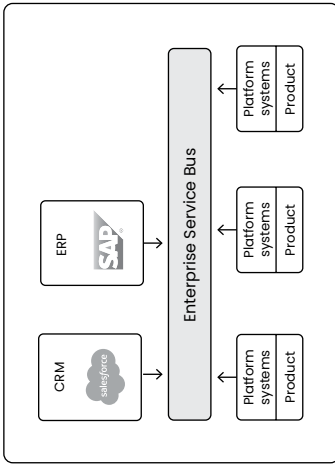 CRM
salesforce
ERP
SAP®
Enterprise Service Bus
Platform
systems
Product
Platform
systems
Product
Platform
systems
Product